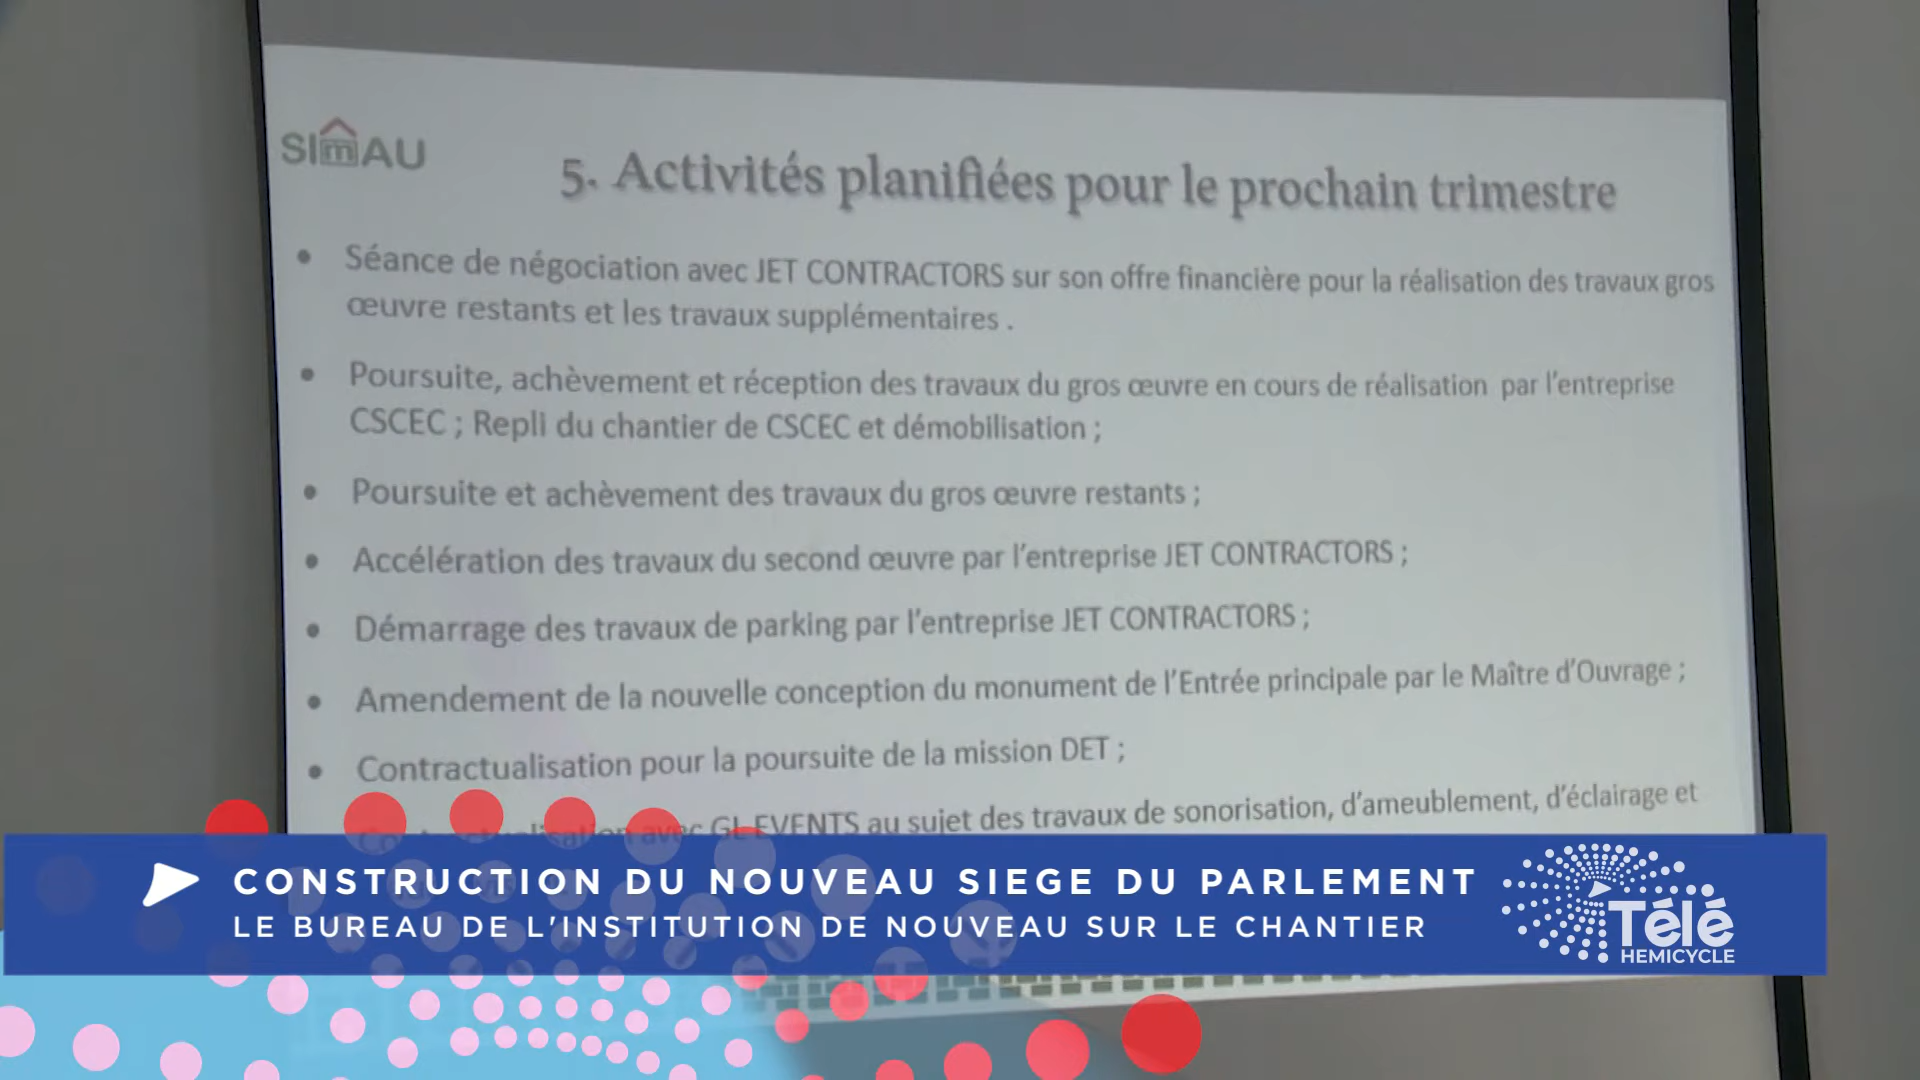 SImAU
5. Activités planifiées pour le prochain trimestre
• Séance de négociation avec JET CONTRACTORS sur son offre financière pour la réalisation des travaux gros
œuvre restants et les travaux supplémentaires .
• Poursuite, achèvement et réception des travaux du gros œuvre en cours de réalisation par l'entreprise
CSCEC ; Repli du chantier de CSCEC et démobilisation ;
• Poursuite et achèvement des travaux du gros œuvre restants ;
• Accélération des travaux du second œuvre par l'entreprise JET CONTRACTORS ;
• Démarrage des travaux de parking par l'entreprise JET CONTRACTORS ;
• Amendement de la nouvelle conception du monument de l'Entrée principale par le Maître d'Ouvrage ;
• Contractualisation pour la poursuite de la mission DET ;
avec GL EVENTS au sujet des travaux de sonorisation, d'ameublement, d'éclairage et
CONSTRUCTION DU NOUVEAU SIEGE DU PARLEMENT
LE BUREAU DE L'INSTITUTION DE NOUVEAU SUR LE CHANTIER
Télé
HEMICYCLE